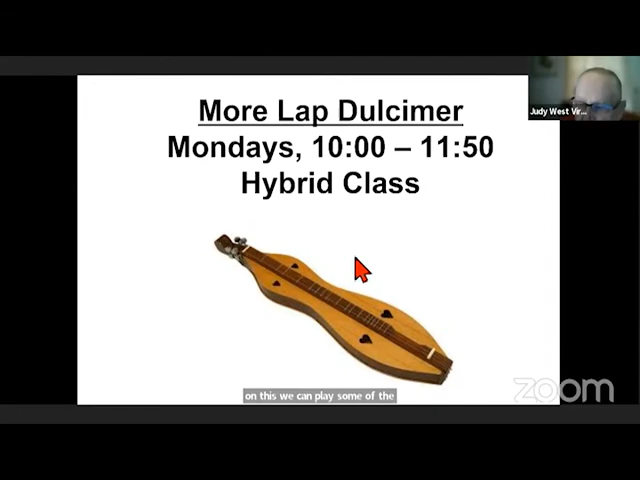 More Lap Dulcimer
Mondays, 10:00 – 11:50
Hybrid Class
Judy West Vir...
on this we can play some of the
zoom